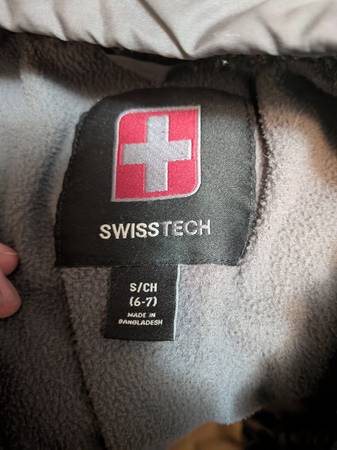 SWISSTECH
S/CH
(6-7)
MADE IN
BANGLADESH